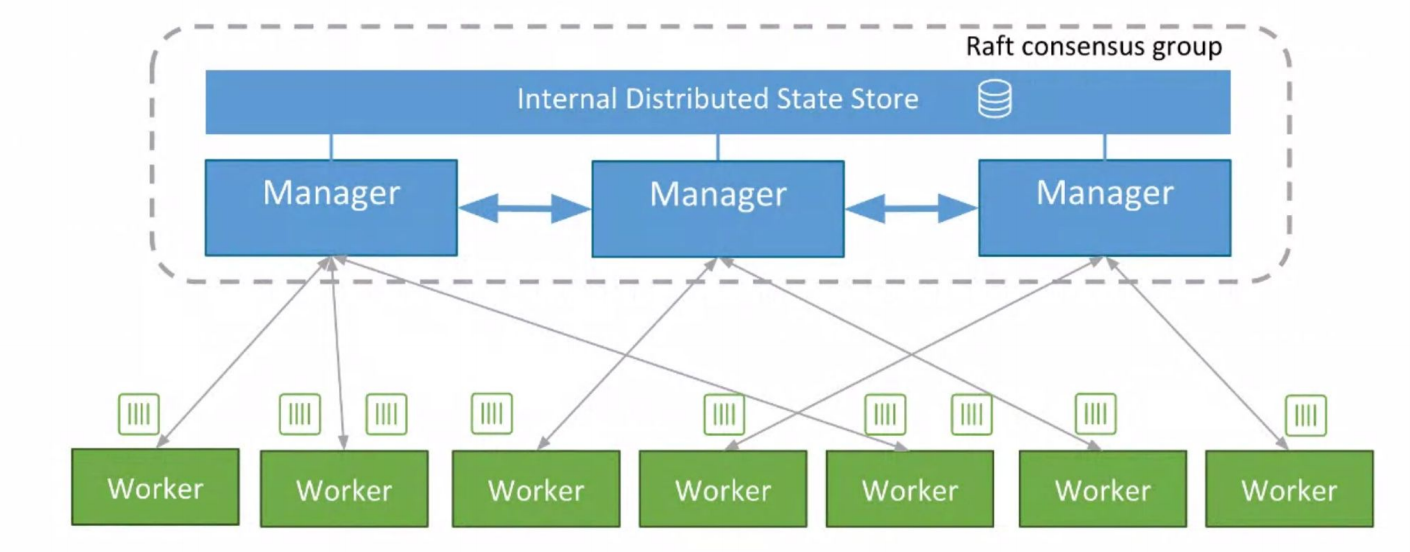 Raft consensus group
Internal Distributed State Store
Manager
Manager
Manager
Worker
Worker
Worker
Worker
Worker
Worker
Worker